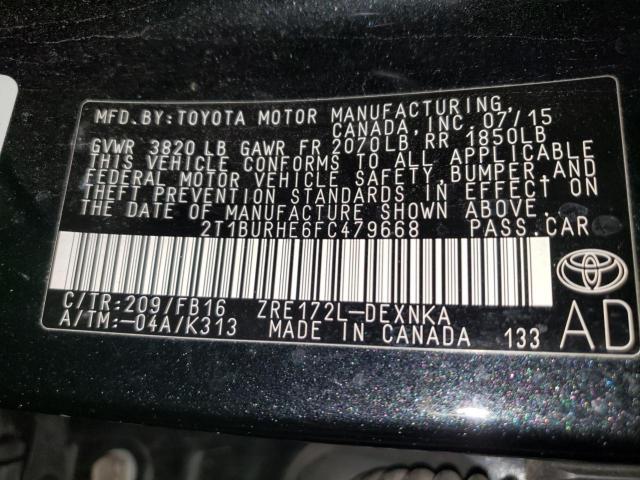 MFD.BY:TOYOTA MOTOR MANUFACTURING,
CANADA, INC. 07/15
GVWR 3820 LB GAWR FR 2070LB, RR 1850LB
THIS VEHICLE CONFORMS TO ALL APPLICABLE
FEDERAL MOTOR VEHICLE SAFETY, BUMPER, AND
THEFT PREVENTION STANDARDS IN EFFECT ON
THE DATE OF MANUFACTURE SHOWN ABOVE.
2T1BURHE6FC479668 PASS.CAR
C/TR:209/FB16 ZRE172L-DEXNKA
A/TM:-04A/K313 MADE IN CANADA 133
AD